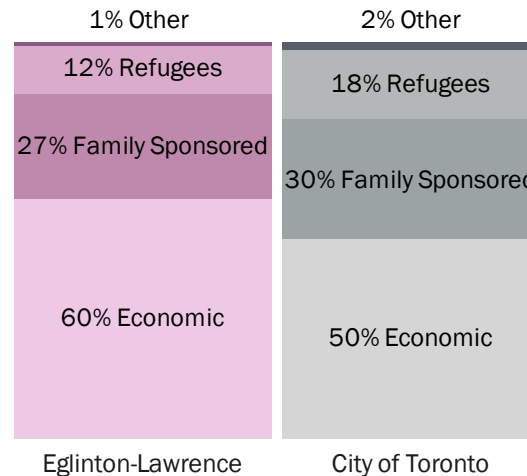 1% Other
12% Refugees
27% Family Sponsored
60% Economic
Eglinton-Lawrence
2% Other
18% Refugees
30% Family Sponsored
50% Economic
City of Toronto